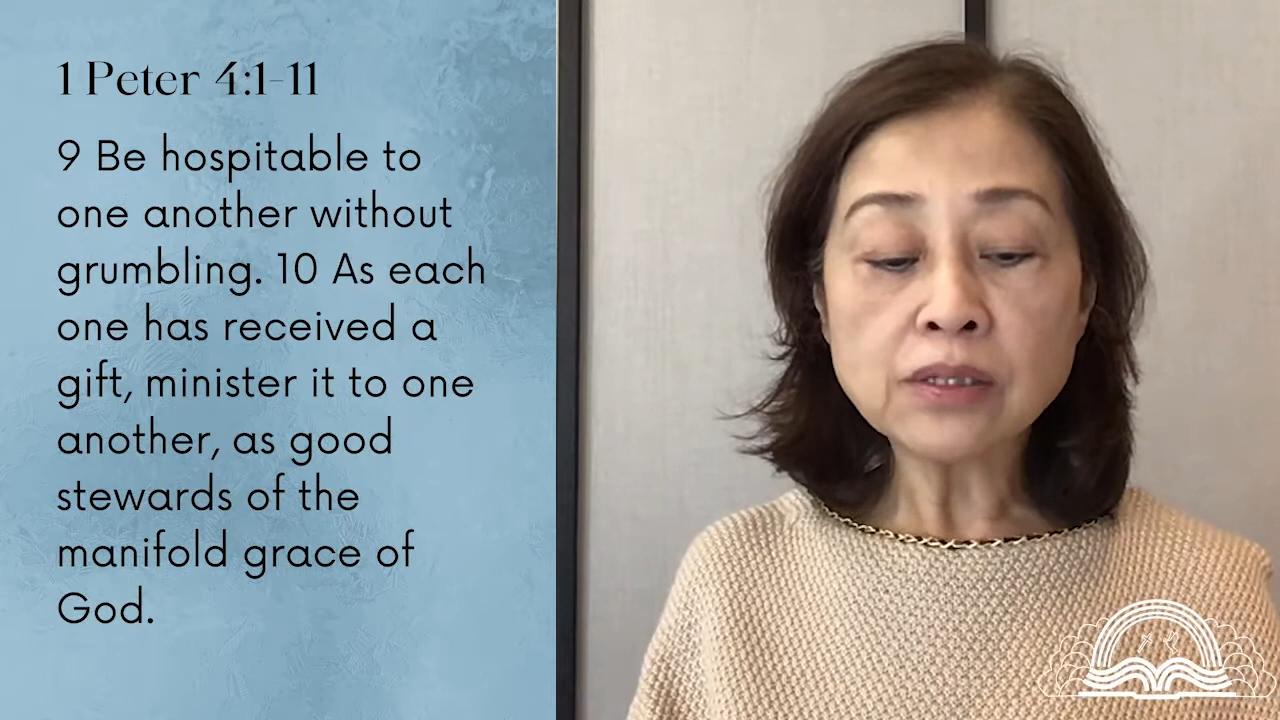 1 Peter 4:1-11
9 Be hospitable to
one another without
grumbling. 10 As each
one has received a
gift, minister it to one
another, as good
stewards of the
manifold grace of
God.